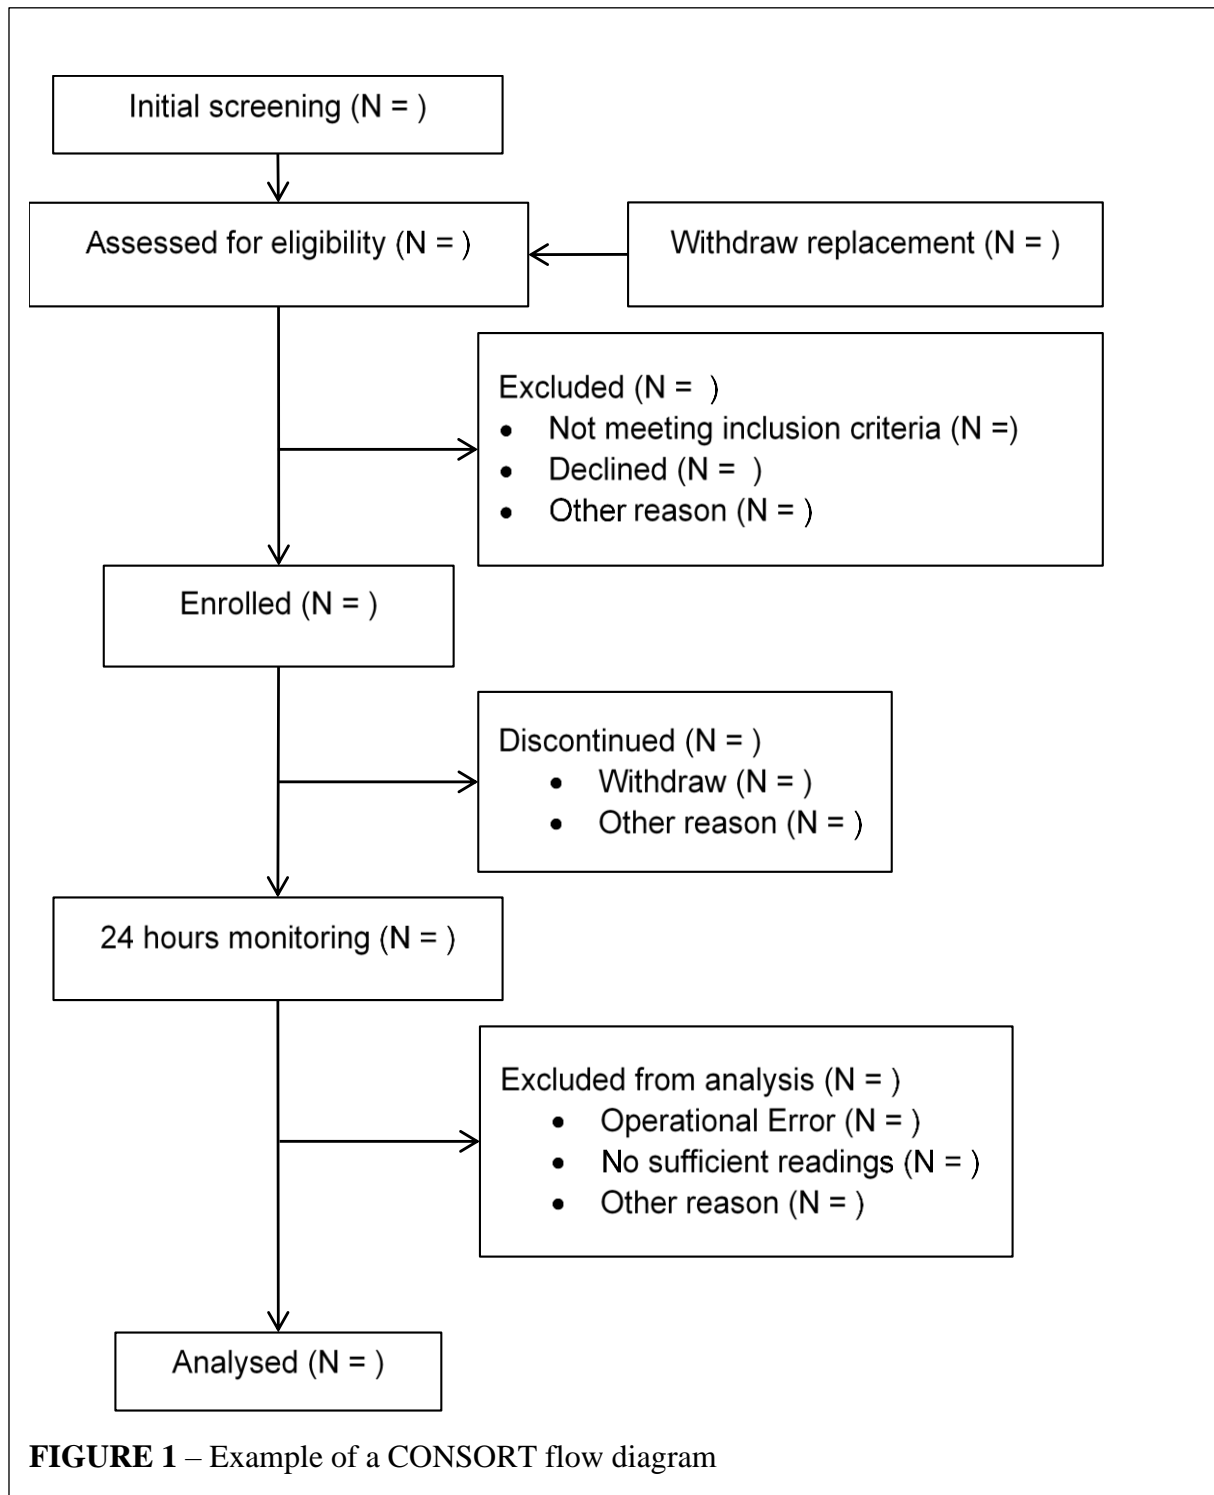 Initial screening (N = )
Assessed for eligibility (N = )
Withdraw replacement (N = )
Excluded (N =  )
• Not meeting inclusion criteria (N =)
• Declined (N =  )
• Other reason (N = )
Enrolled (N = )
Discontinued (N = )
• Withdraw (N = )
• Other reason (N = )
24 hours monitoring (N = )
Excluded from analysis (N = )
• Operational Error (N = )
• No sufficient readings (N = )
• Other reason (N = )
Analysed (N = )
FIGURE 1 – Example of a CONSORT flow diagram